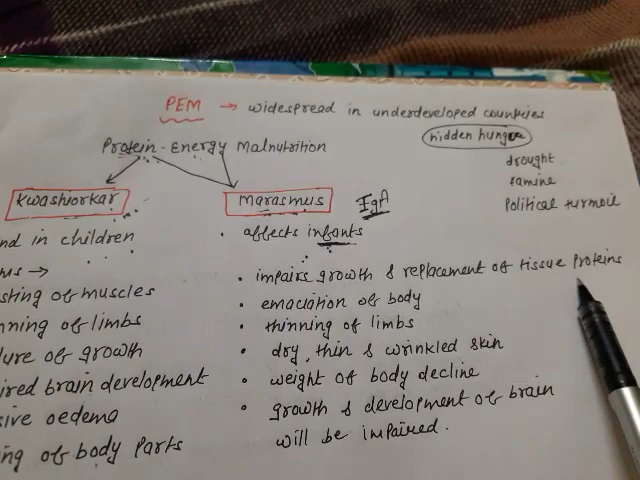 PEM → widespread in underdeveloped countries
Protein-Energy Malnutrition
hidden hunger
drought
famine
political turmoil
Kwashiorkar
nd in children
ms →
sting of muscles
nning of limbs
lure of growth
ired brain development
sive oedema
ng of body parts
Marasmus
IgA
• affects infants
• impairs growth & replacement of tissue proteins
• emaciation of body
• thinning of limbs
• dry, thin & wrinkled skin
• weight of body decline
• growth & development of brain
will be impaired.